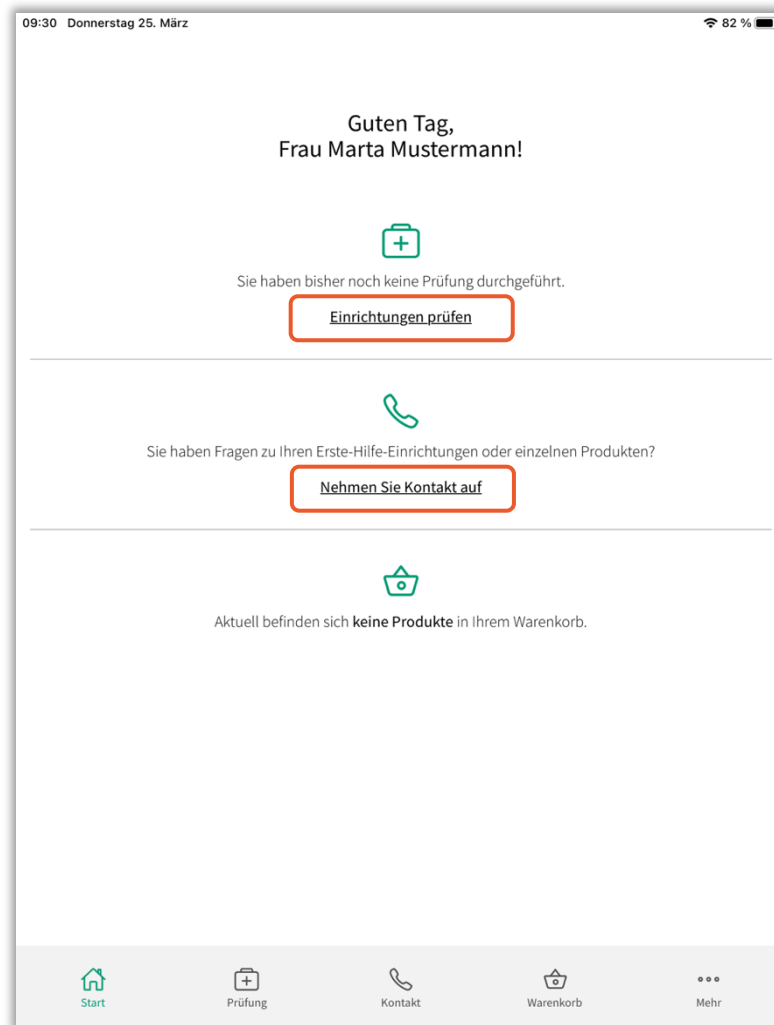 09:30 Donnerstag 25. März 82 %
Guten Tag,
Frau Marta Mustermann!
Sie haben bisher noch keine Prüfung durchgeführt.
Einrichtungen prüfen
Sie haben Fragen zu Ihren Erste-Hilfe-Einrichtungen oder einzelnen Produkten?
Nehmen Sie Kontakt auf
Aktuell befinden sich keine Produkte in Ihrem Warenkorb.
Start Prüfung Kontakt Warenkorb Mehr